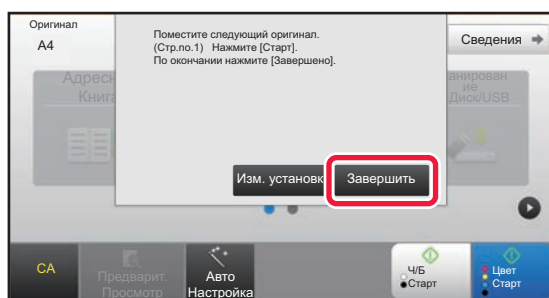 Оригинал
A4
Поместите следующий оригинал.
(Стр.no.1) Нажмите [Старт].
По окончании нажмите [Завершено].
Сведения
Адресн
Книга
анирован
ие
Диск/USB
Изм. установк
Завершить
CA
Предварит.
Просмотр
Авто
Настройка
Ч/Б
Старт
Цвет
Старт